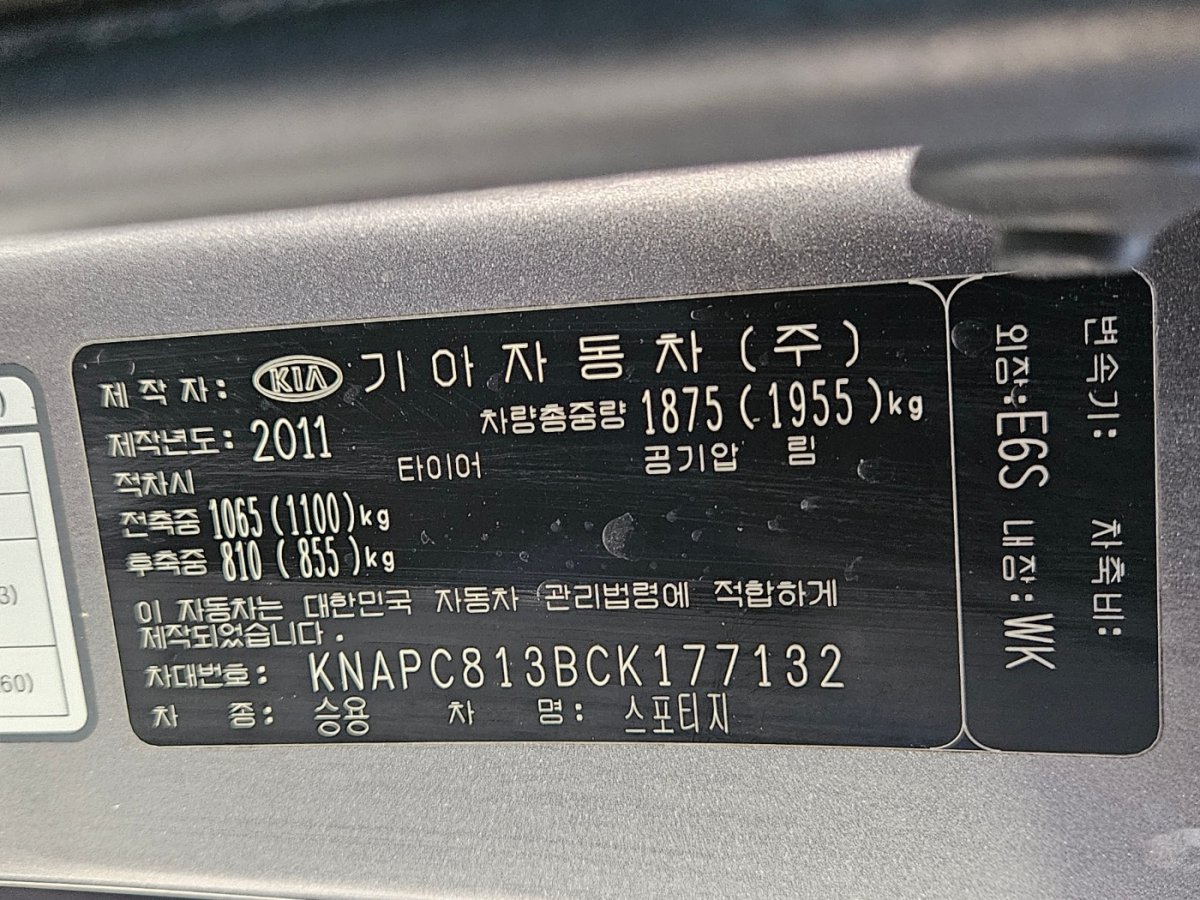 제 작 자: KIA 기 아 자 동 차 (주)
제작년도: 2011 차량총중량 1875 (1955)kg
적차시 타이어 공기압 림
전축중 1065 (1100)kg
후축중 810 (855)kg
이 자동차는 대한민국 자동차 관리법령에 적합하게
제작되었습니다.
차대번호: KNAPC813BCK177132
차 종: 승용 차 명: 스포티지
변속기: 차축비:
외장:E6S 내장:WK
)
3)
60)